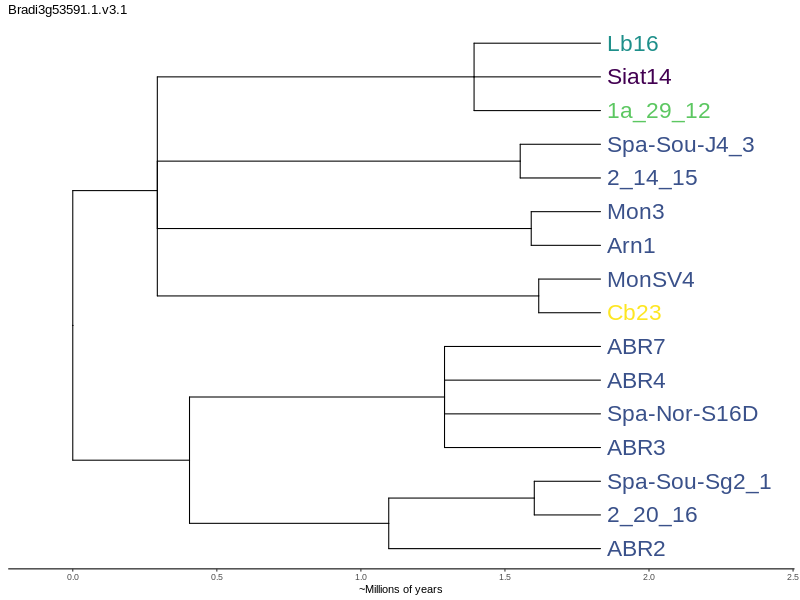 Bradi3g53591.1.v3.1
Lb16
Siat14
1a_29_12
Spa-Sou-J4_3
2_14_15
Mon3
Arn1
MonSV4
Cb23
ABR7
ABR4
Spa-Nor-S16D
ABR3
Spa-Sou-Sg2_1
2_20_16
ABR2
0.0 0.5 1.0 1.5 2.0 2.5
~Millions of years